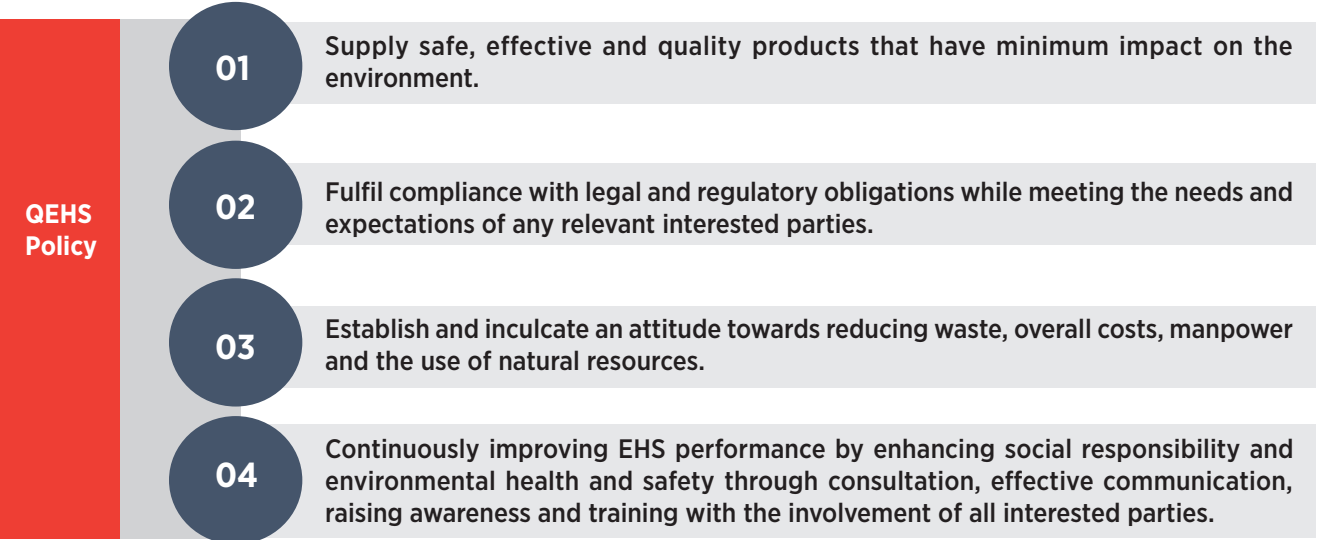 QEHS
Policy
01
Supply safe, effective and quality products that have minimum impact on the
environment.
02
Fulfil compliance with legal and regulatory obligations while meeting the needs and
expectations of any relevant interested parties.
03
Establish and inculcate an attitude towards reducing waste, overall costs, manpower
and the use of natural resources.
04
Continuously improving EHS performance by enhancing social responsibility and
environmental health and safety through consultation, effective communication,
raising awareness and training with the involvement of all interested parties.